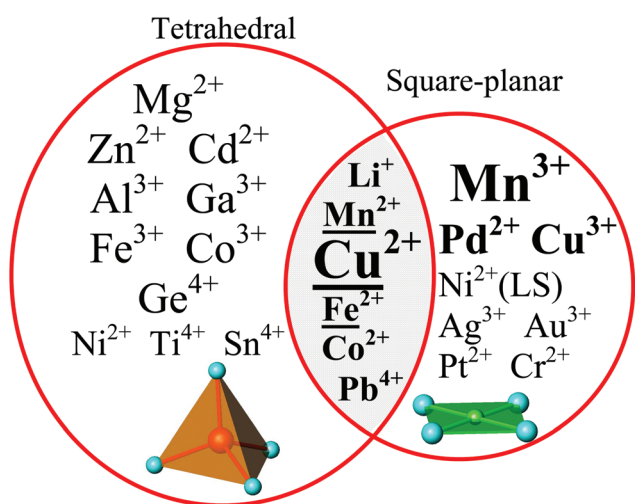 Tetrahedral
Square-planar
Mg²⁺
Zn²⁺ Cd²⁺
Al³⁺ Ga³⁺
Fe³⁺ Co³⁺
Ge⁴⁺
Ni²⁺ Ti⁴⁺ Sn⁴⁺
Li⁺
Mn²⁺
Cu²⁺
Fe²⁺
Co²⁺
Pb⁴⁺
Mn³⁺
Pd²⁺ Cu³⁺
Ni²⁺(LS)
Ag³⁺ Au³⁺
Pt²⁺ Cr²⁺